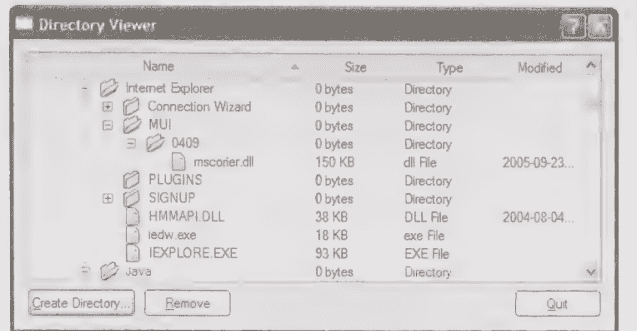 Directory Viewer
Name Size Type Modified
Internet Explorer 0 bytes Directory
Connection Wizard 0 bytes Directory
MUI 0 bytes Directory
0409 0 bytes Directory
mscorier.dll 150 KB dll File 2005-09-23...
PLUGINS 0 bytes Directory
SIGNUP 0 bytes Directory
HMMAPI.DLL 38 KB DLL File 2004-08-04...
iedw.exe 18 KB exe File
IEXPLORE.EXE 93 KB EXE File
Java 0 bytes Directory
Create Directory... Remove Quit